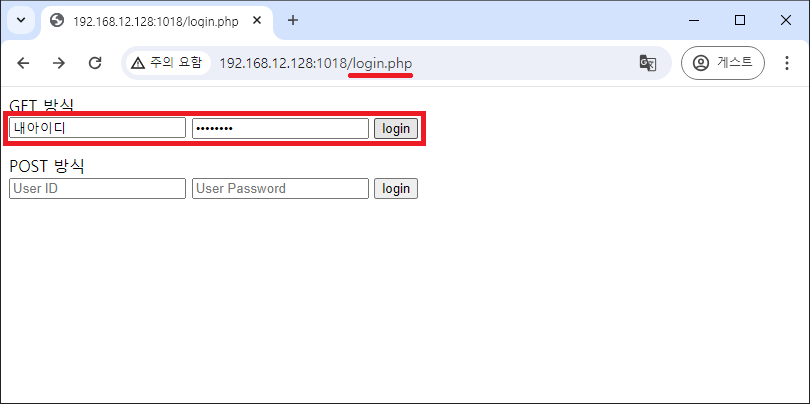 192.168.12.128:1018/login.php
주의 요함 192.168.12.128:1018/login.php 게스트
GET 방식
내아이디 •••••••• login
POST 방식
User ID User Password login